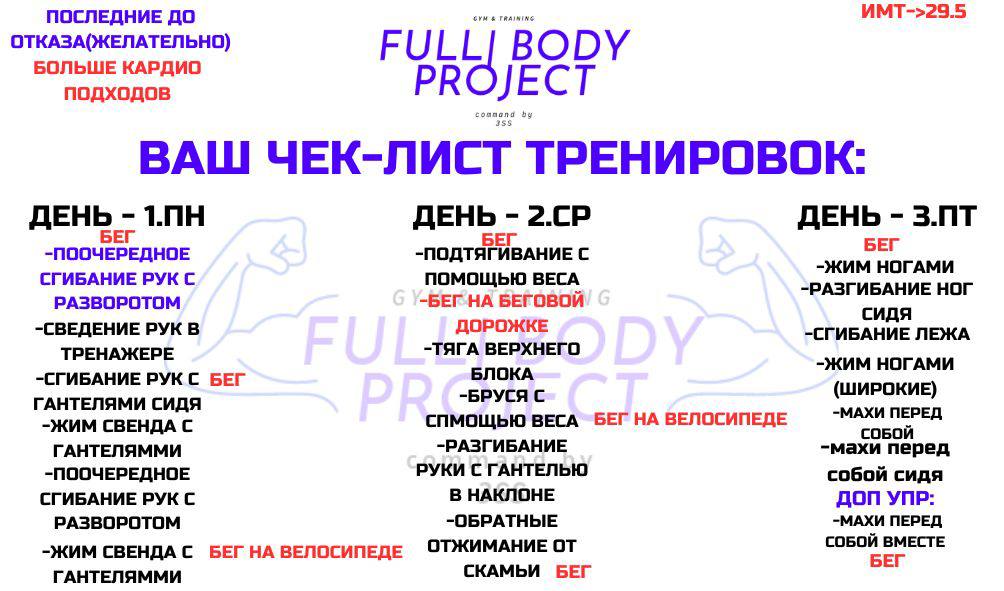 ПОСЛЕДНИЕ ДО
ОТКАЗА(ЖЕЛАТЕЛЬНО)
БОЛЬШЕ КАРДИО
ПОДХОДОВ
GYM & TRAINING
FULLJ BODY
PROJECT
command by
3SS
ИМТ->29.5
ВАШ ЧЕК-ЛИСТ ТРЕНИРОВОК:
ДЕНЬ - 1.ПН
БЕГ
-ПООЧЕРЕДНОЕ
СГИБАНИЕ РУК С
РАЗВОРОТОМ
-СВЕДЕНИЕ РУК В
ТРЕНАЖЕРЕ
-СГИБАНИЕ РУК С БЕГ
ГАНТЕЛЯМИ СИДЯ
-ЖИМ СВЕНДА С
ГАНТЕЛЯММИ
-ПООЧЕРЕДНОЕ
СГИБАНИЕ РУК С
РАЗВОРОТОМ
-ЖИМ СВЕНДА С БЕГ НА ВЕЛОСИПЕДЕ
ГАНТЕЛЯММИ
ДЕНЬ - 2.СР
БЕГ
-ПОДТЯГИВАНИЕ С
ПОМОЩЬЮ ВЕСА
-БЕГ НА БЕГОВОЙ
ДОРОЖКЕ
-ТЯГА ВЕРХНЕГО
БЛОКА
-БРУСЯ С
СПМОЩЬЮ ВЕСА БЕГ НА ВЕЛОСИПЕДЕ
-РАЗГИБАНИЕ
РУКИ С ГАНТЕЛЬЮ
В НАКЛОНЕ
-ОБРАТНЫЕ
ОТЖИМАНИЕ ОТ
СКАМЬИ БЕГ
ДЕНЬ - 3.ПТ
БЕГ
-ЖИМ НОГАМИ
-РАЗГИБАНИЕ НОГ
СИДЯ
-СГИБАНИЕ ЛЕЖА
-ЖИМ НОГАМИ
(ШИРОКИЕ)
-МАХИ ПЕРЕД
СОБОЙ
-махи перед
собой сидя
ДОП УПР:
-МАХИ ПЕРЕД
СОБОЙ ВМЕСТЕ
БЕГ
GYM & TRAINING
FULLJ BODY
PROJECT
command by
3SS